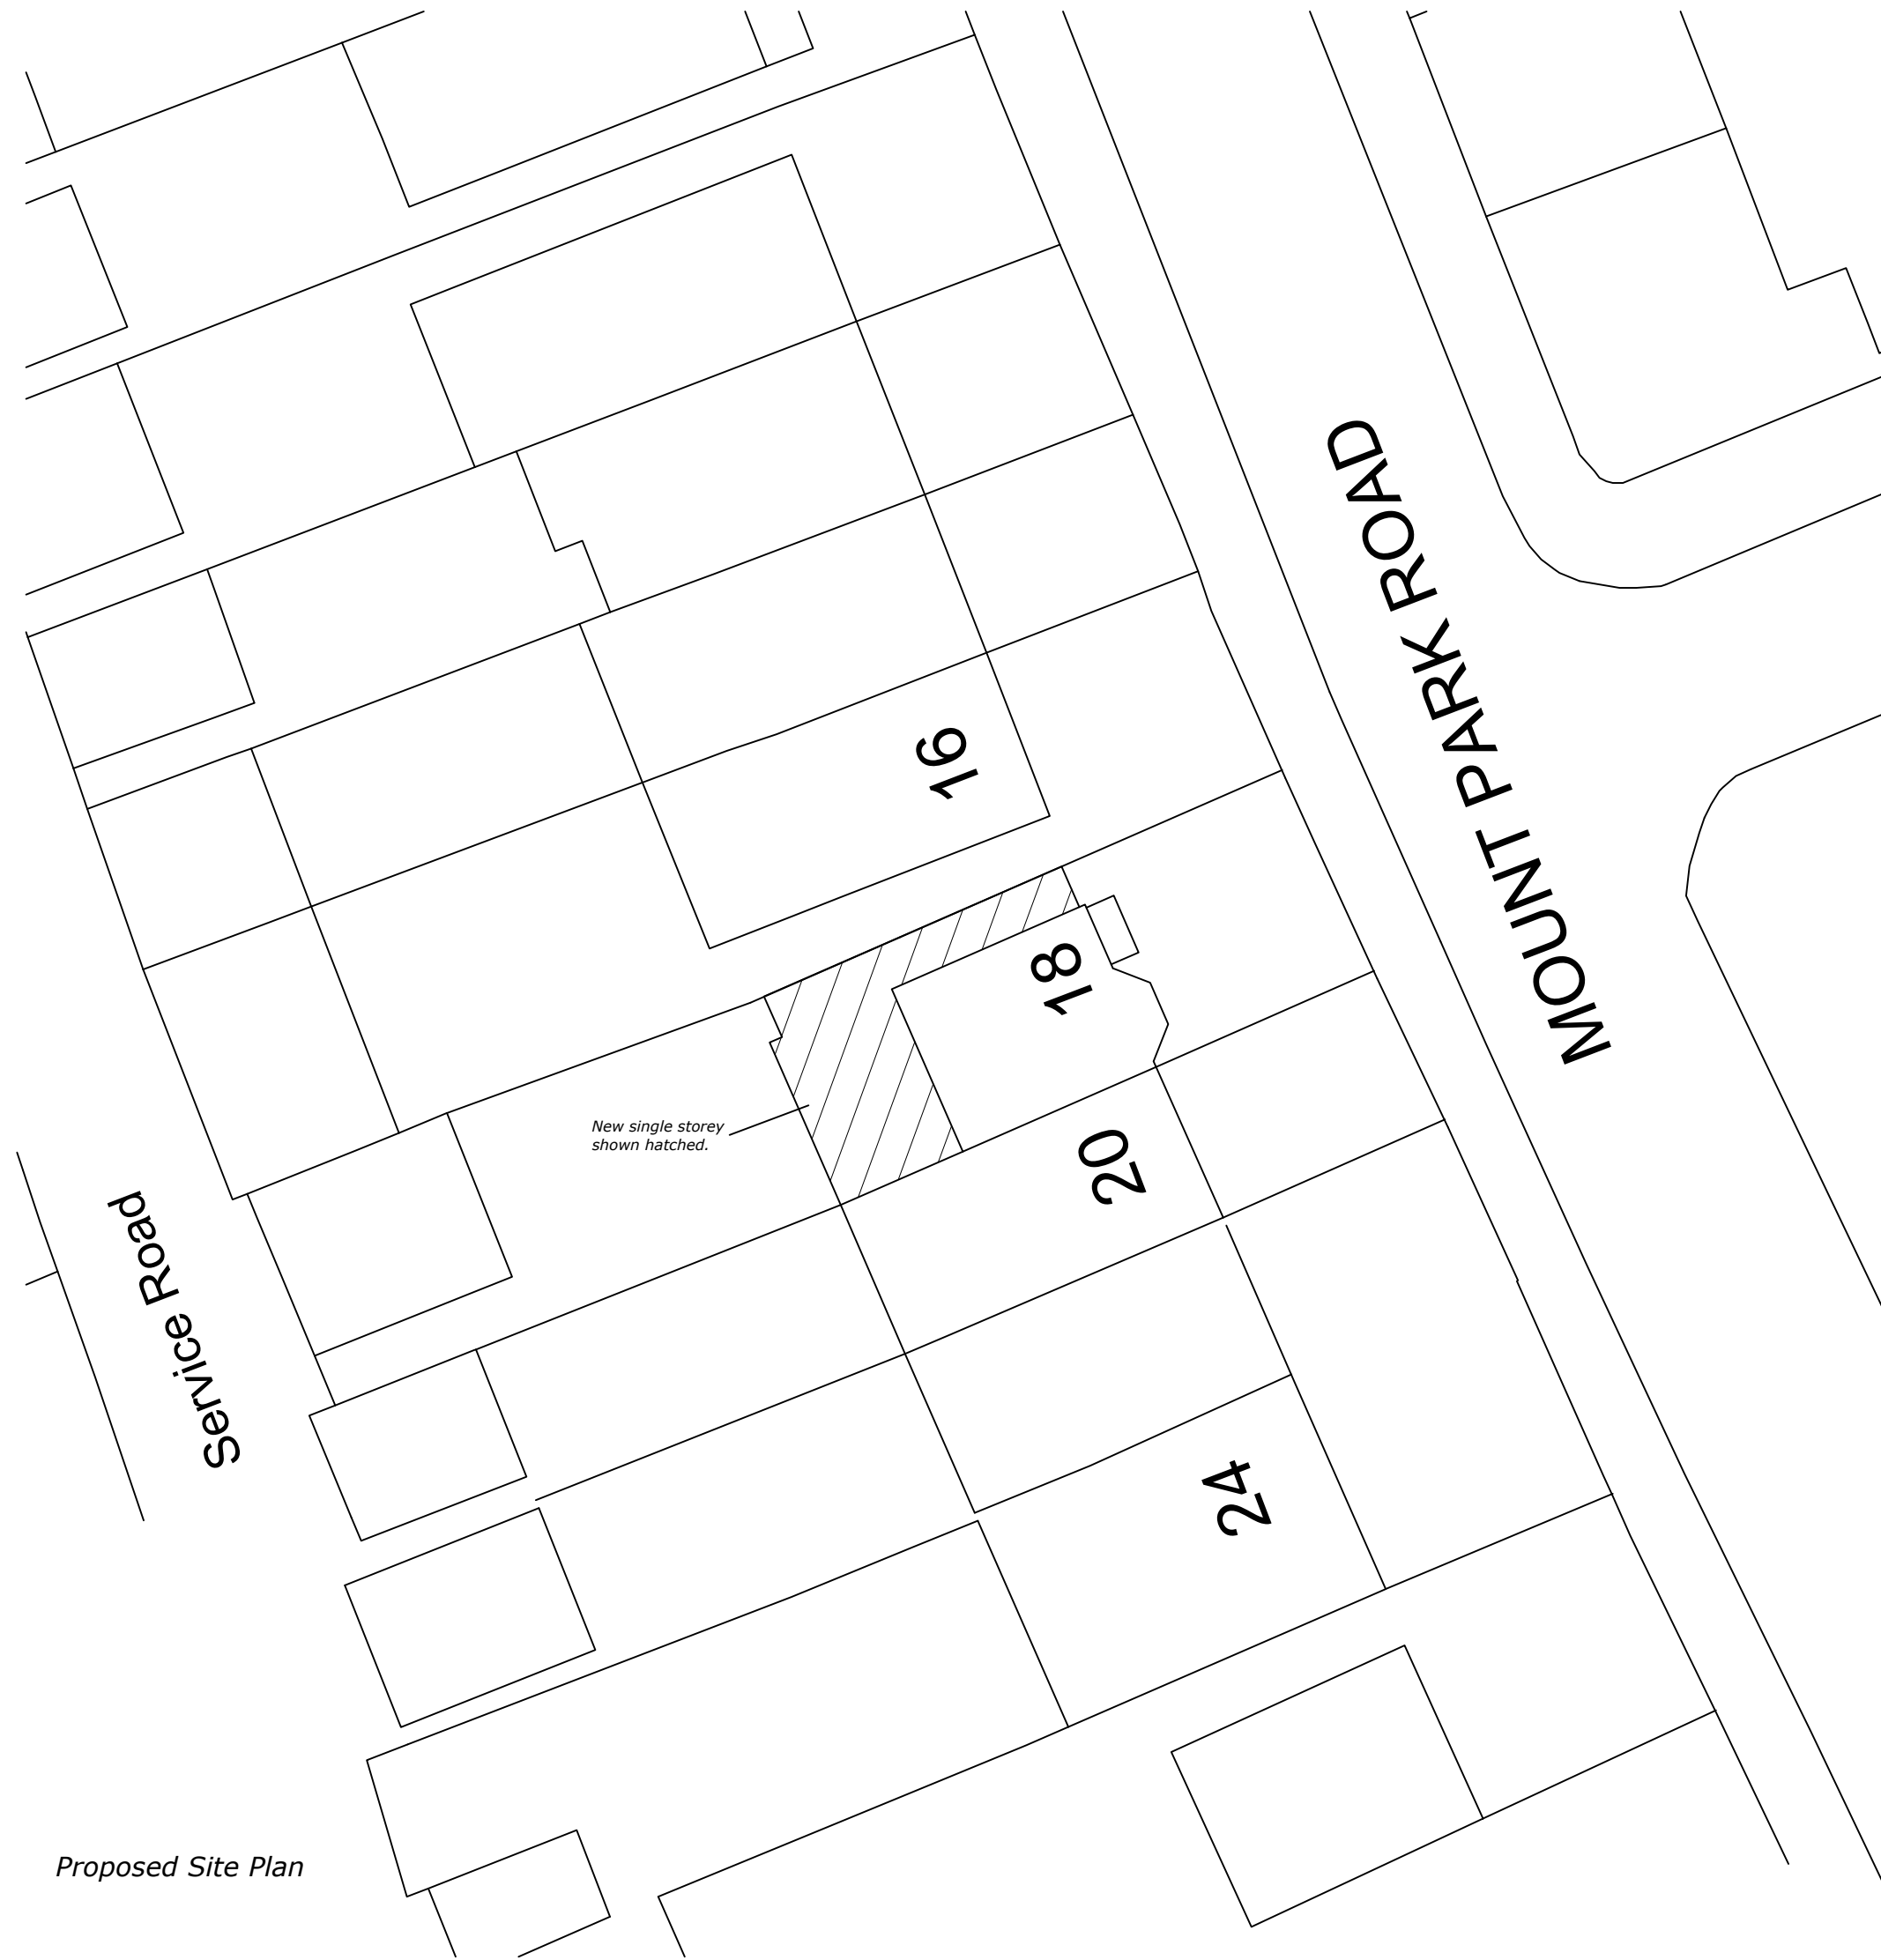 MOUNT PARK ROAD
16
18
New single storey
shown hatched.
20
Service Road
24
Proposed Site Plan